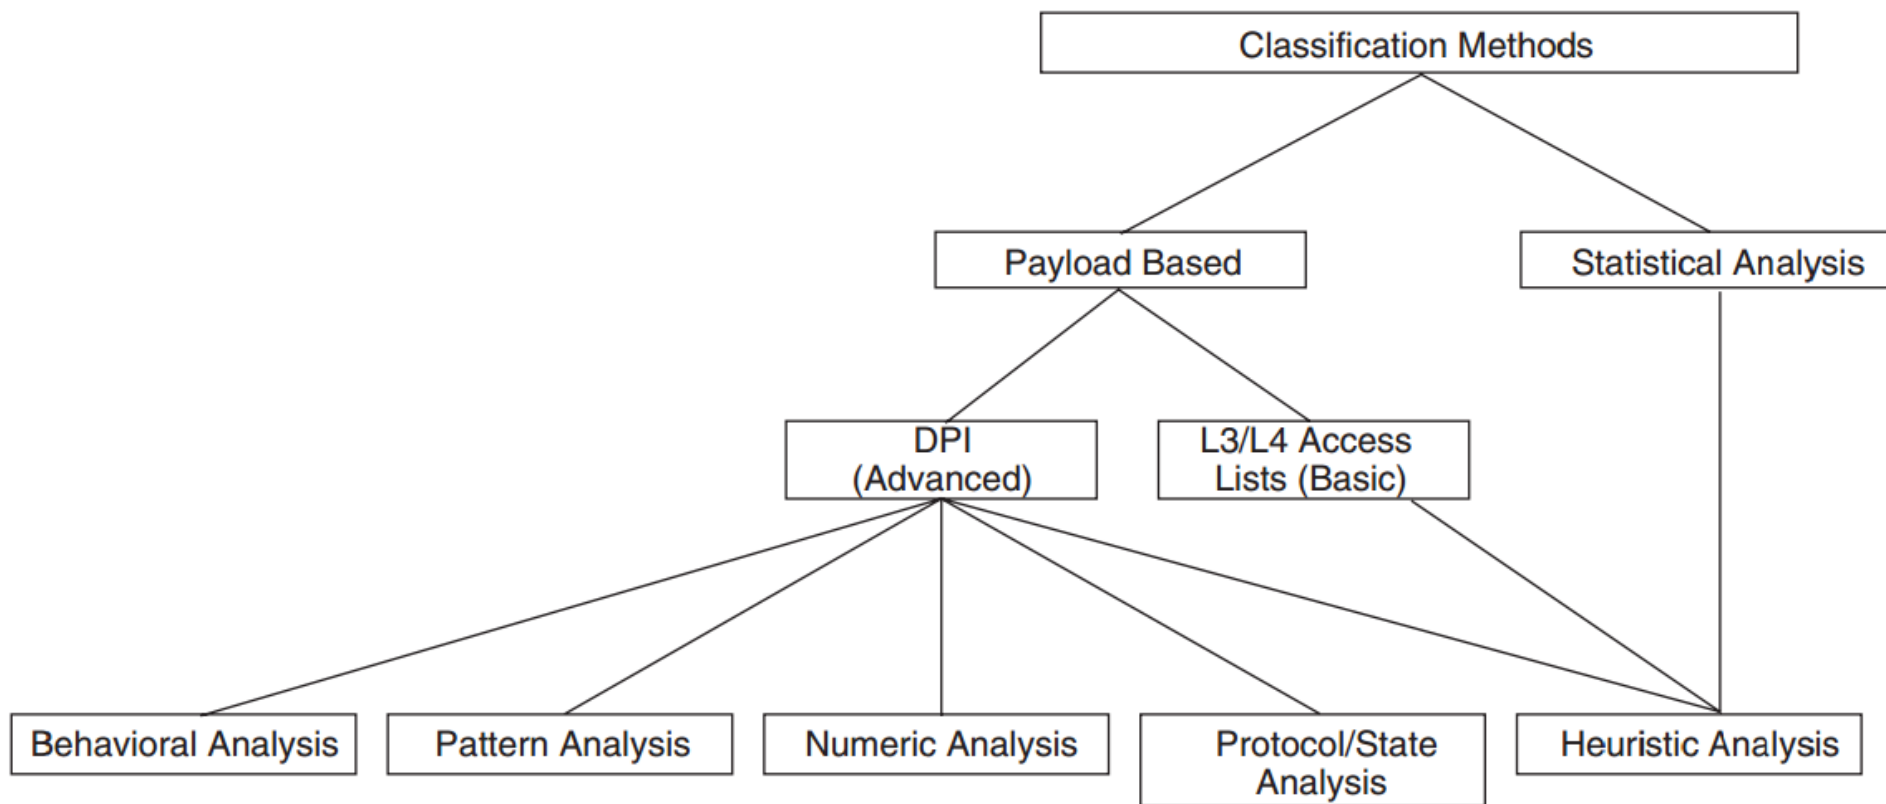 Classification Methods
Payload Based
Statistical Analysis
DPI
(Advanced)
L3/L4 Access
Lists (Basic)
Behavioral Analysis
Pattern Analysis
Numeric Analysis
Protocol/State
Analysis
Heuristic Analysis